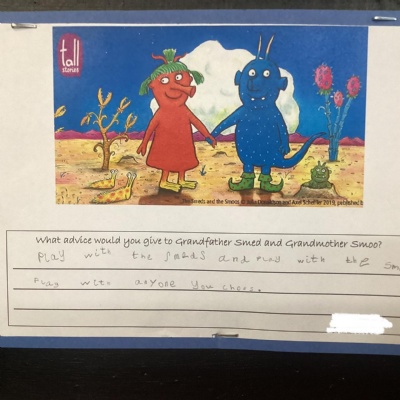 tall
stories
The Smeds and the Smoos © Julia Donaldson and Axel Scheffler 2019, published b
What advice would you give to Grandfather Smed and Grandmother Smoo?
Play with the smeds and play with the Smo
Play with anyone you choose.